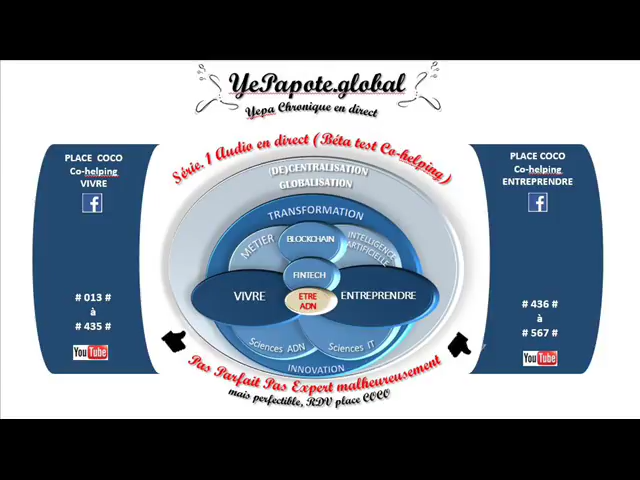 YePapote.global
Yepa Chronique en direct
Série. 1 Audio en direct (Béta test Co-helping)
PLACE COCO
Co-helping
VIVRE
f
# 013 #
à
# 435 #
YouTube
(DE)CENTRALISATION
GLOBALISATION
TRANSFORMATION
METIER
BLOCKCHAIN
INTELLIGENCE
ARTIFICIELLE
FINTECH
VIVRE
ETRE
ADN
ENTREPRENDRE
Sciences ADN
Sciences IT
INNOVATION
PLACE COCO
Co-helping
ENTREPRENDRE
f
# 436 #
à
# 567 #
YouTube
Pas Parfait Pas Expert malheureusement
mais perfectible, RDV place COCO